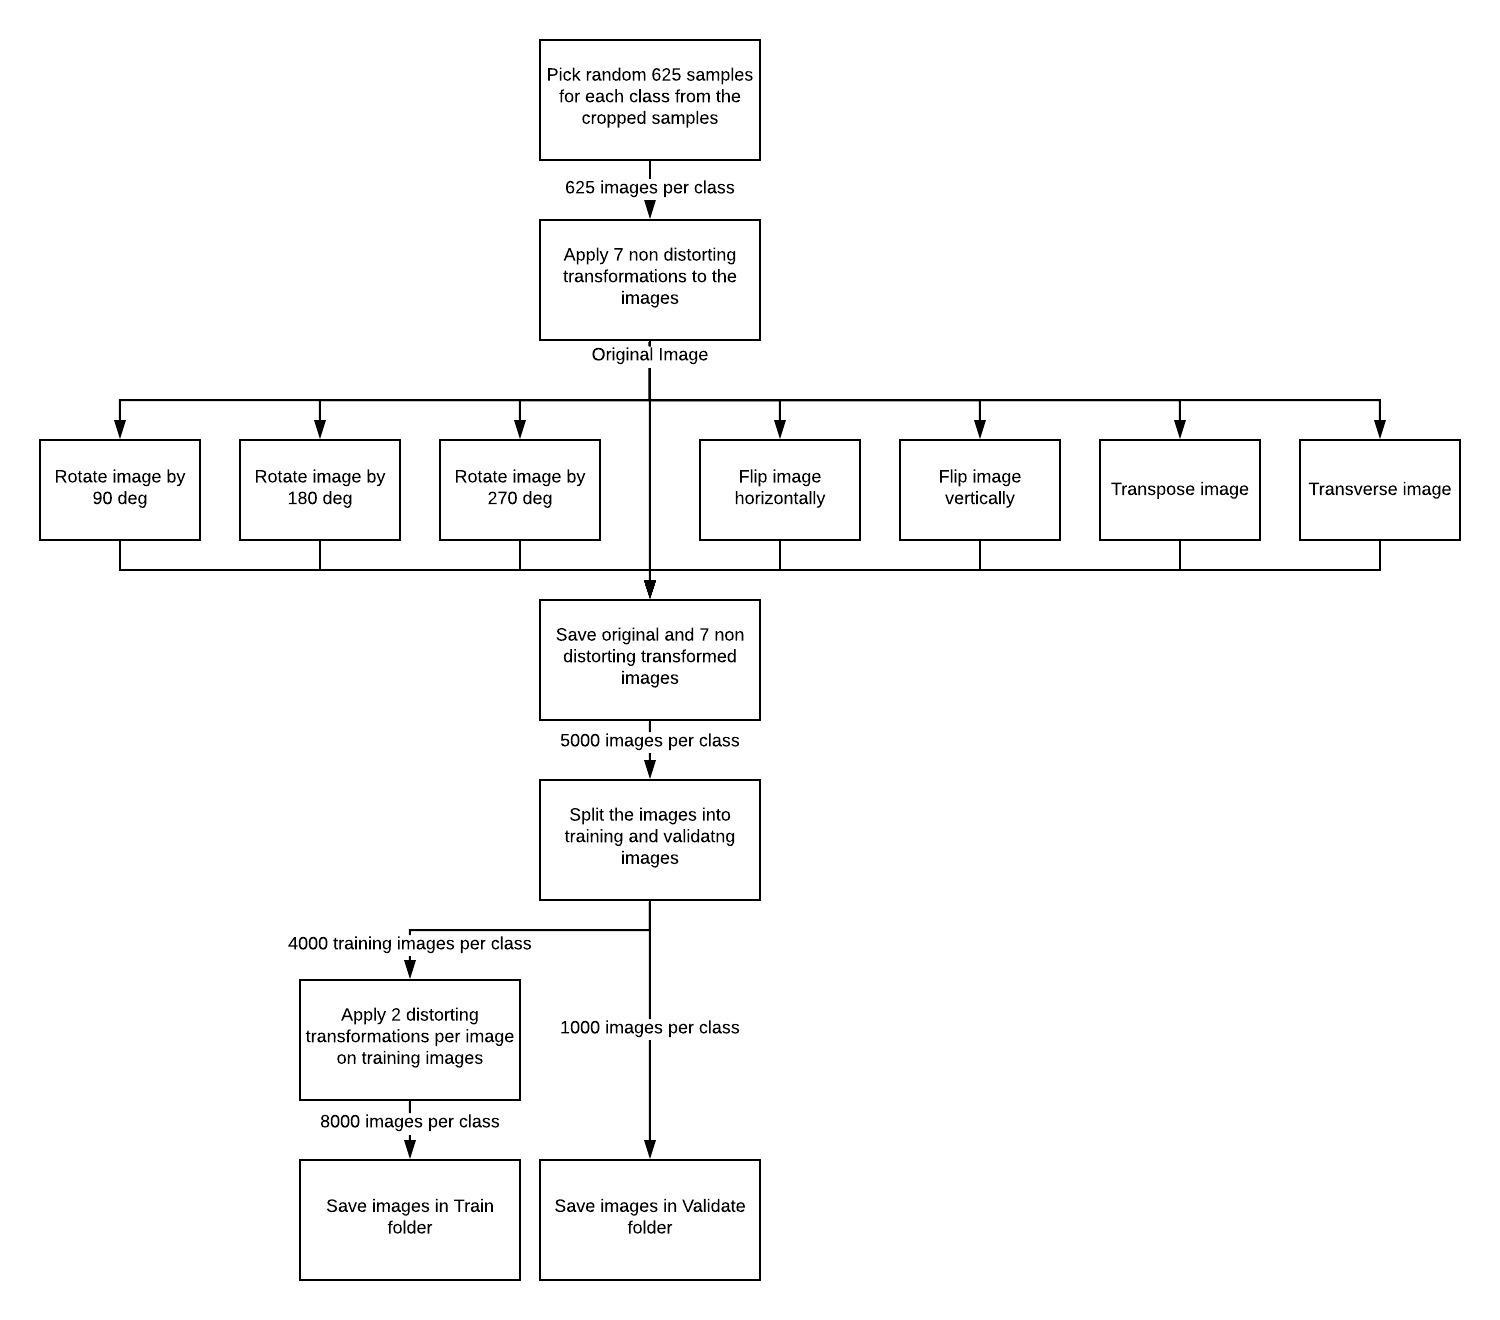 Pick random 625 samples
for each class from the
cropped samples
625 images per class
Apply 7 non distorting
transformations to the
images
Original Image
Rotate image by
90 deg
Rotate image by
180 deg
Rotate image by
270 deg
Flip image
horizontally
Flip image
vertically
Transpose image
Transverse image
Save original and 7 non
distorting transformed
images
5000 images per class
Split the images into
training and validatng
images
4000 training images per class
Apply 2 distorting
transformations per image
on training images
1000 images per class
8000 images per class
Save images in Train
folder
Save images in Validate
folder